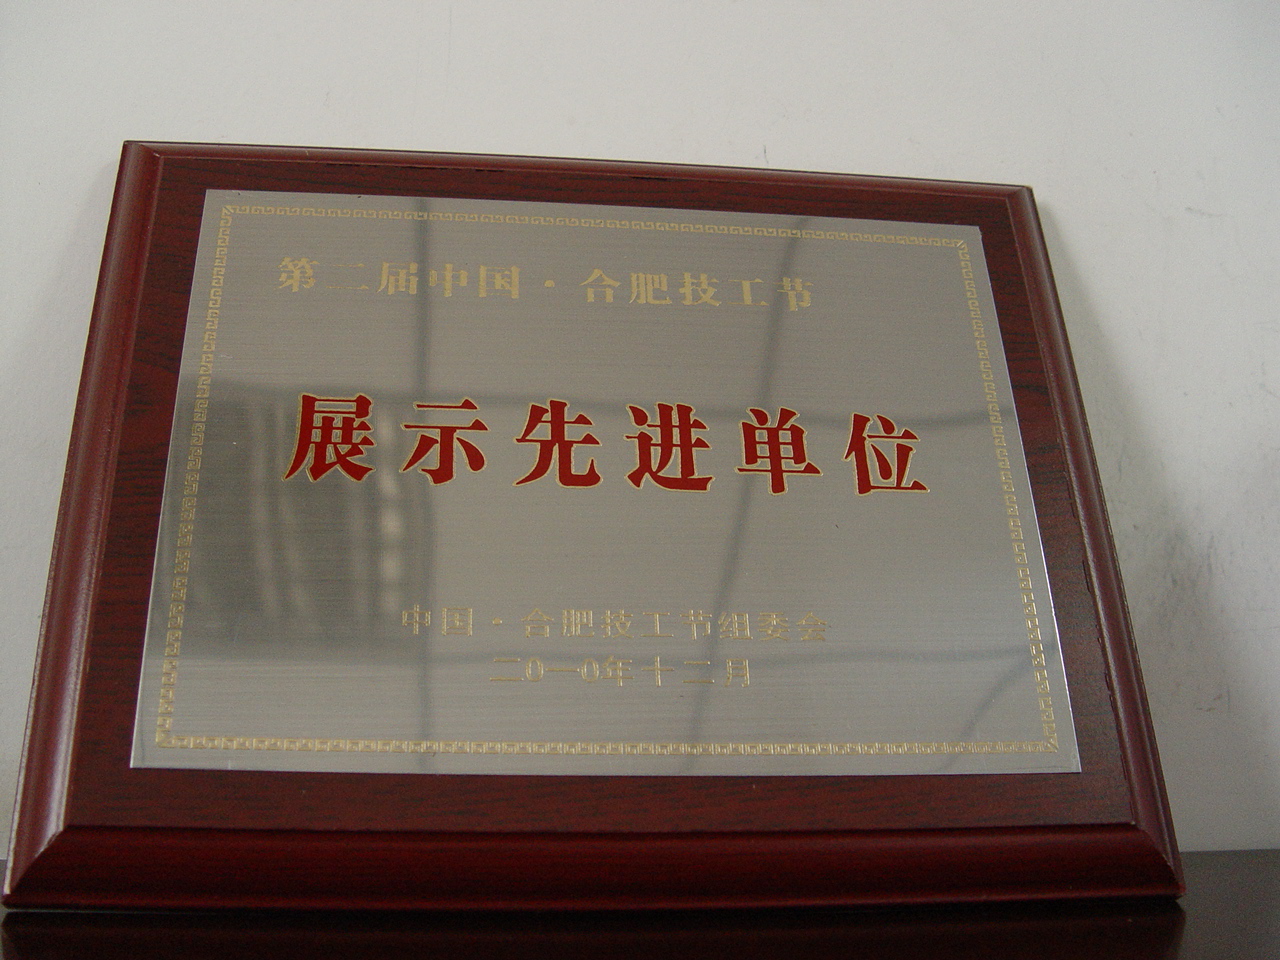 第二届中国·合肥技工节
展示先进单位
中国·合肥技工节组委会
二0一0年十二月